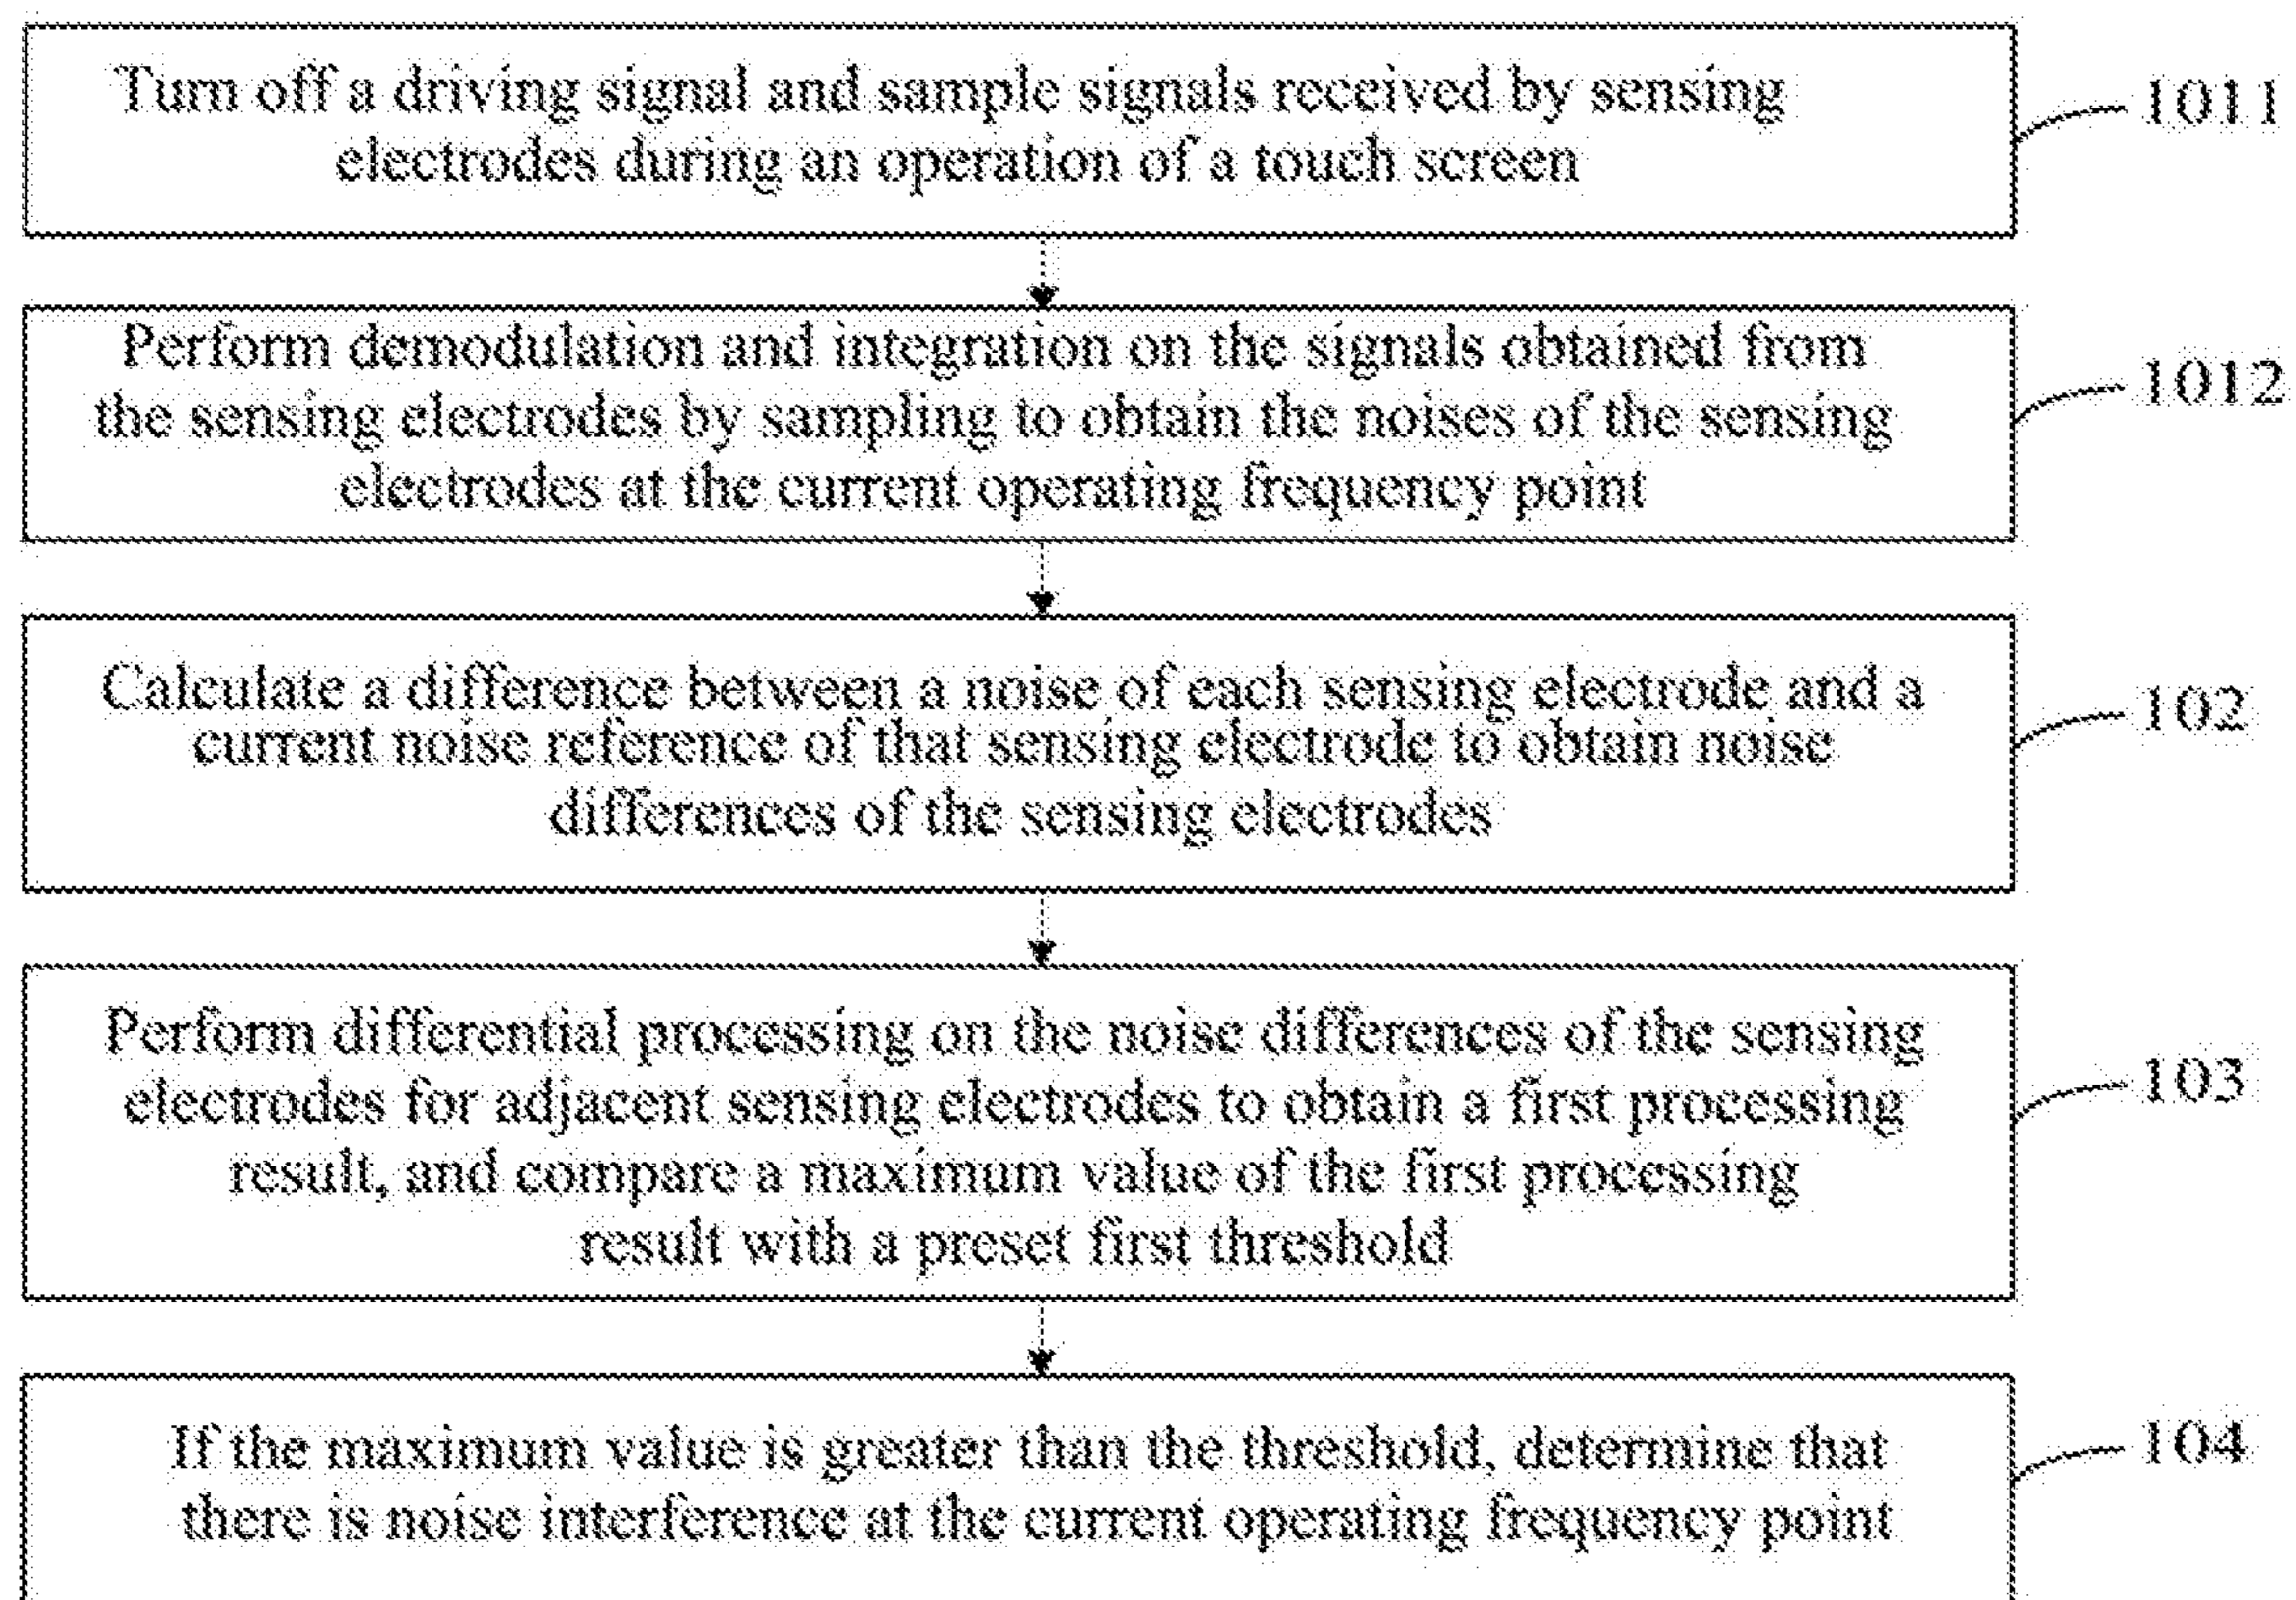 Turn off a driving signal and sample signals received by sensing
electrodes during an operation of a touch screen
1011
Perform demodulation and integration on the signals obtained from
the sensing electrodes by sampling to obtain the noises of the sensing
electrodes at the current operating frequency point
1012
Calculate a difference between a noise of each sensing electrode and a
current noise reference of that sensing electrode to obtain noise
differences of the sensing electrodes
102
Perform differential processing on the noise differences of the sensing
electrodes for adjacent sensing electrodes to obtain a first processing
result, and compare a maximum value of the first processing
result with a preset first threshold
103
If the maximum value is greater than the threshold, determine that
there is noise interference at the current operating frequency point
104